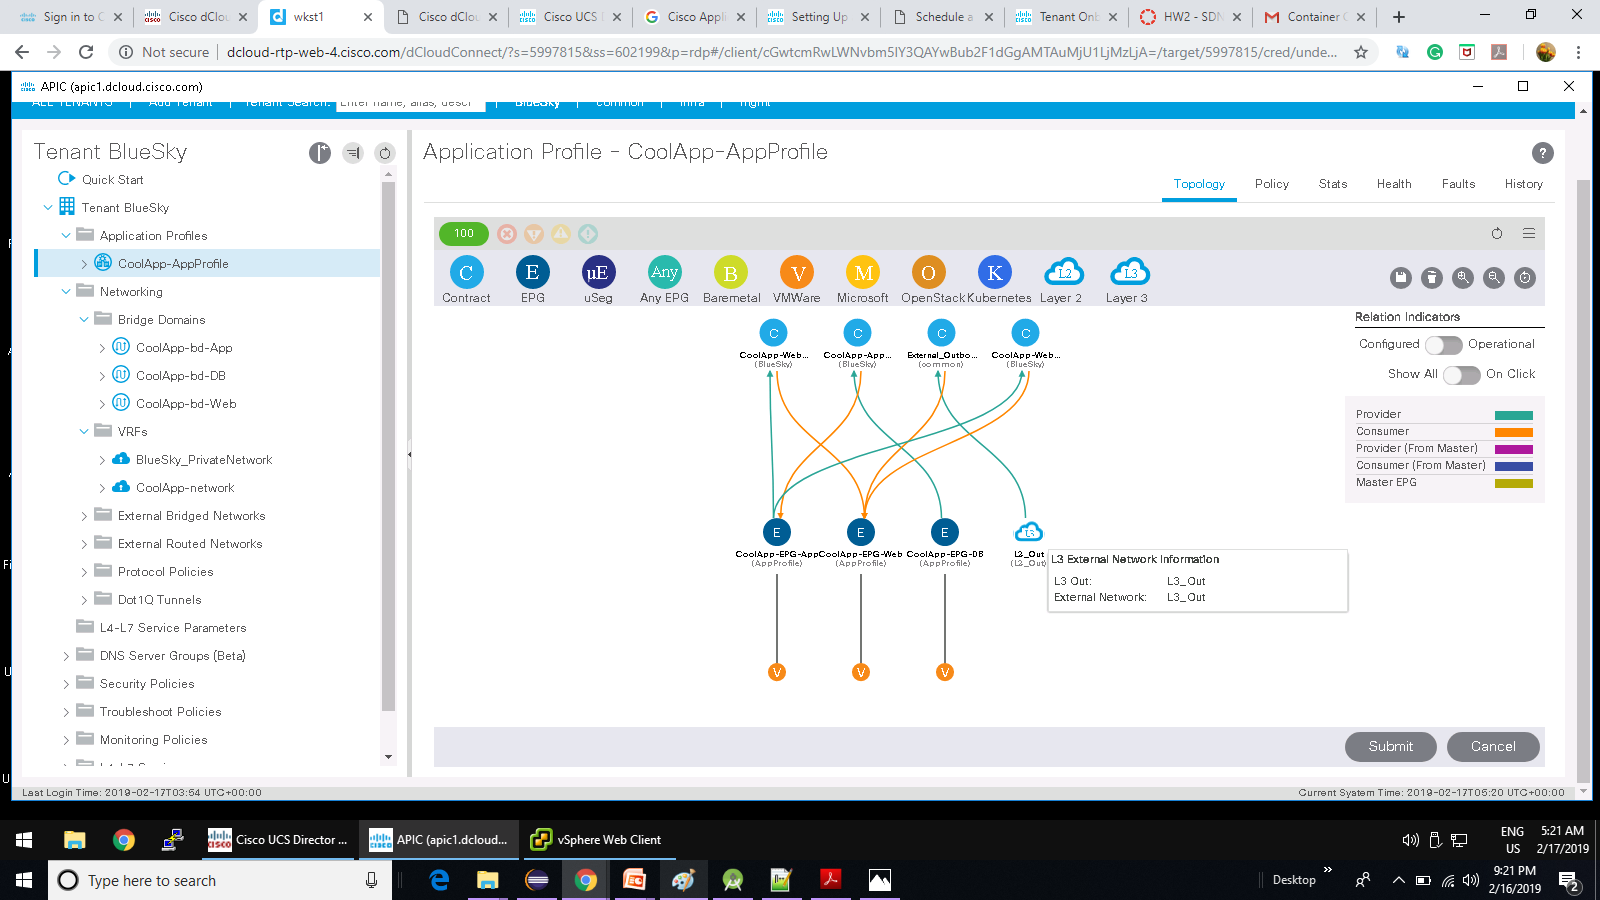 Sign in to C
Cisco dClou
wkst1
Cisco dClou
Cisco UCS D
Cisco Appli
Setting Up
Schedule a
Tenant Onb
HW2 - SDN
Container C
Not secure
dcloud-rtp-web-4.cisco.com/dCloudConnect/?s=5997815&ss=602199&p=rdp#/client/cGwtcmRwLWNvbm5lY3QAYwBub2F1dGgAMTAuMjU1LjMzLjA=/target/5997815/cred/unde...
APIC (apic1.dcloud.cisco.com)
ALL TENANTS | Add Tenant | Tenant Search: Enter name, alias, descr | BlueSky | common | infra | mgmt
Tenant BlueSky
Quick Start
Tenant BlueSky
Application Profiles
CoolApp-AppProfile
Networking
Bridge Domains
CoolApp-bd-App
CoolApp-bd-DB
CoolApp-bd-Web
VRFs
BlueSky_PrivateNetwork
CoolApp-network
External Bridged Networks
External Routed Networks
Protocol Policies
Dot1Q Tunnels
L4-L7 Service Parameters
DNS Server Groups (Beta)
Security Policies
Troubleshoot Policies
Monitoring Policies
Application Profile - CoolApp-AppProfile
?
Topology Policy Stats Health Faults History
100
C E µE Any B V M O K L2 L3
Contract EPG uSeg Any EPG Baremetal VMWare Microsoft OpenStack Kubernetes Layer 2 Layer 3
Relation Indicators
Configured Operational
Show All On Click
Provider
Consumer
Provider (From Master)
Consumer (From Master)
Master EPG
C C C C
CoolApp-Web... CoolApp-App... External_Outbo... CoolApp-Web...
(BlueSky) (BlueSky) (common) (BlueSky)
E E E L3
CoolApp-EPG-App CoolApp-EPG-Web CoolApp-EPG-DB L3_Out
(AppProfile) (AppProfile) (AppProfile) (L3_Out)
L3 External Network Information
L3 Out: L3_Out
External Network: L3_Out
V V V
Submit Cancel
Last Login Time: 2019-02-17T03:54 UTC+00:00
Current System Time: 2019-02-17T05:20 UTC+00:00
Cisco UCS Director ...
APIC (apic1.dcloud...
vSphere Web Client
ENG
US
5:21 AM
2/17/2019
Type here to search
Desktop
9:21 PM
2/16/2019
2